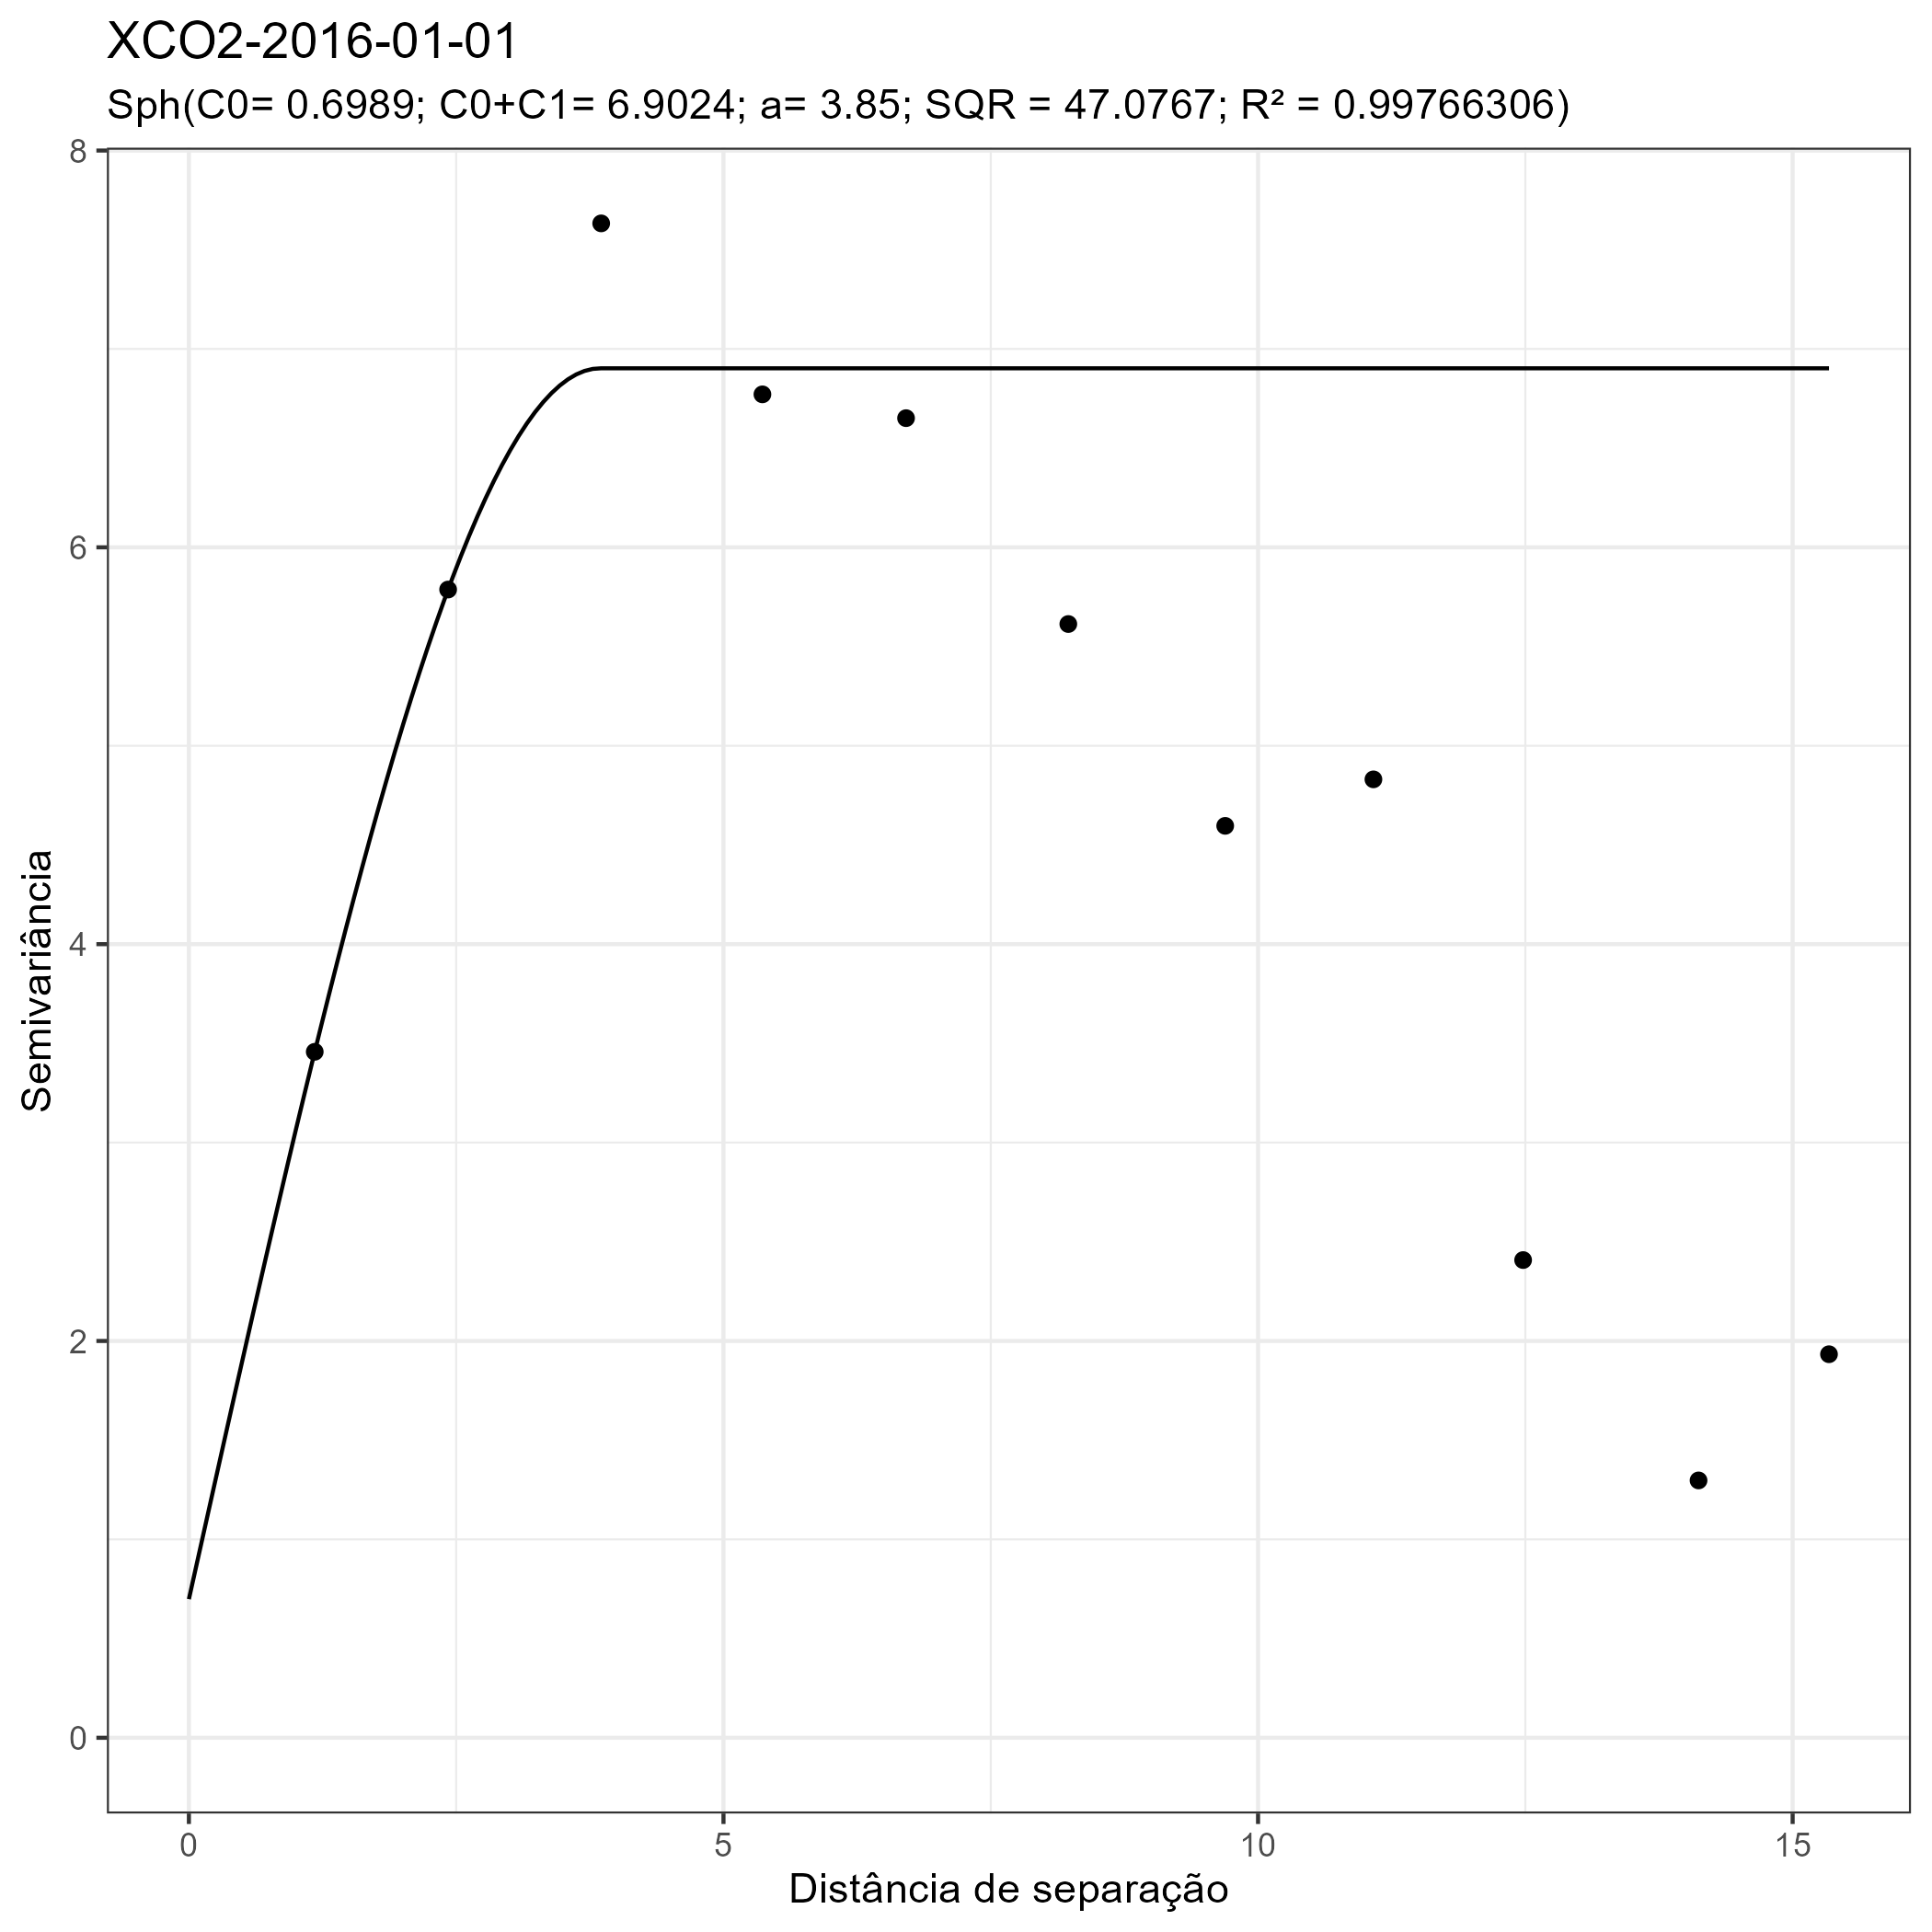 XCO2-2016-01-01
Sph(C0= 0.6989; C0+C1= 6.9024; a= 3.85; SQR = 47.0767; R² = 0.99766306)
8
6
4
2
0
Semivariância
0 5 10 15
Distância de separação